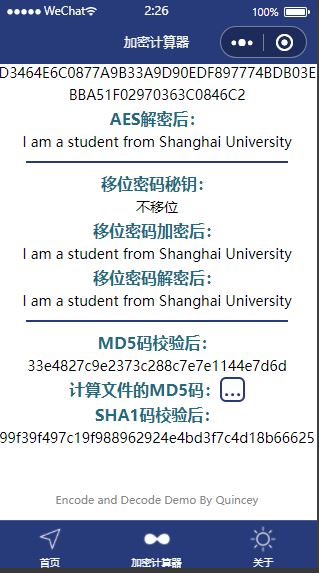 WeChat
2:26
100%
加密计算器
D3464E6C0877A9B33A9D90EDF897774BDB03E
BBA51F02970363C0846C2
AES解密后：
I am a student from Shanghai University
移位密码秘钥：
不移位
移位密码加密后：
I am a student from Shanghai University
移位密码解密后：
I am a student from Shanghai University
MD5码校验后：
33e4827c9e2373c288c7e7e1144e7d6d
计算文件的MD5码： ...
SHA1码校验后：
99f39f497c19f988962924e4bd3f7c4d18b66625
Encode and Decode Demo By Quincey
首页
加密计算器
关于